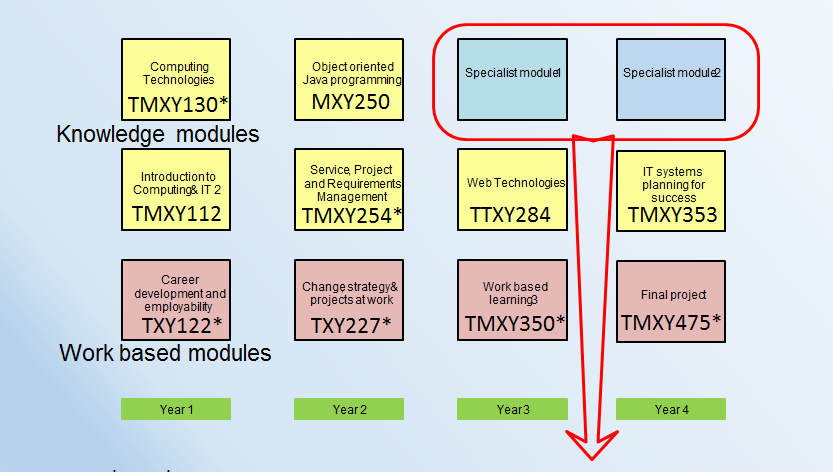 Computing
Technologies
TMXY130*
Object oriented
Java programming
MXY250
Specialist module1
Specialist module2
Knowledge modules
Introduction to
Computing& IT 2
TMXY112
Service, Project
and Requirements
Management
TMXY254*
Web Technologies
TTXY284
IT systems
planning for
success
TMXY353
Career
development and
employability
TXY122*
Change, strategy&
projects at work
TXY227*
Work based
learning3
TMXY350*
Final project
TMXY475*
Work based modules
Year 1
Year 2
Year 3
Year 4